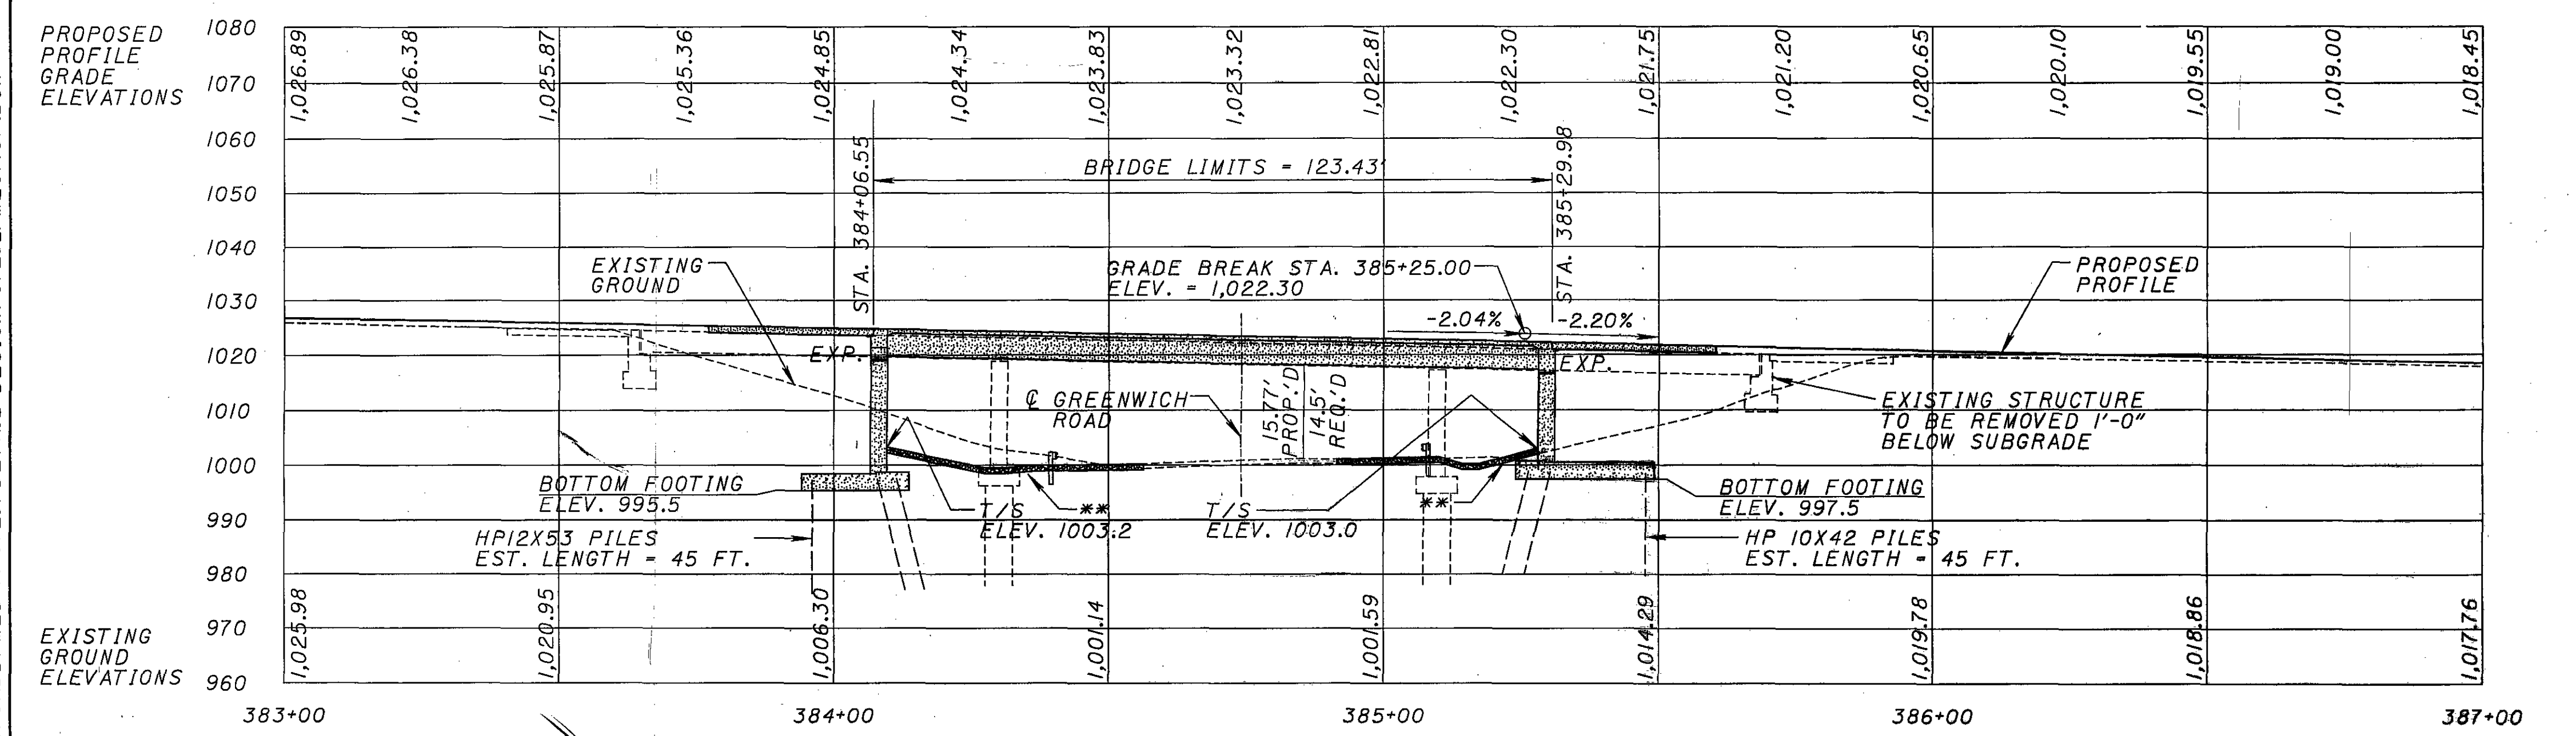 PROPOSED
PROFILE
GRADE
ELEVATIONS
1080
1070
1060
1050
1040
1030
1020
1010
1000
990
980
970
960
1,026.89
1,026.38
1,025.87
1,025.36
1,024.85
1,024.34
1,023.83
1,023.32
1,022.81
1,022.30
1,021.75
1,021.20
1,020.65
1,020.10
1,019.55
1,019.00
1,018.45
STA. 384+06.55
BRIDGE LIMITS = 123.43'
STA. 385+29.98
EXISTING
GROUND
GRADE BREAK STA. 385+25.00
ELEV. = 1,022.30
PROPOSED
PROFILE
-2.04%
-2.20%
EXP.
EXP.
℄ GREENWICH
ROAD
15.77'
PROP.'D
14.5'
REQ.'D
EXISTING STRUCTURE
TO BE REMOVED 1'-0"
BELOW SUBGRADE
BOTTOM FOOTING
ELEV. 995.5
T/S
ELEV. 1003.2
**
T/S
ELEV. 1003.0
**
BOTTOM FOOTING
ELEV. 997.5
HP12X53 PILES
EST. LENGTH = 45 FT.
HP 10X42 PILES
EST. LENGTH = 45 FT.
EXISTING
GROUND
ELEVATIONS
1,025.98
1,020.95
1,006.30
1,001.14
1,001.59
1,014.29
1,019.78
1,018.86
1,017.76
383+00
384+00
385+00
386+00
387+00